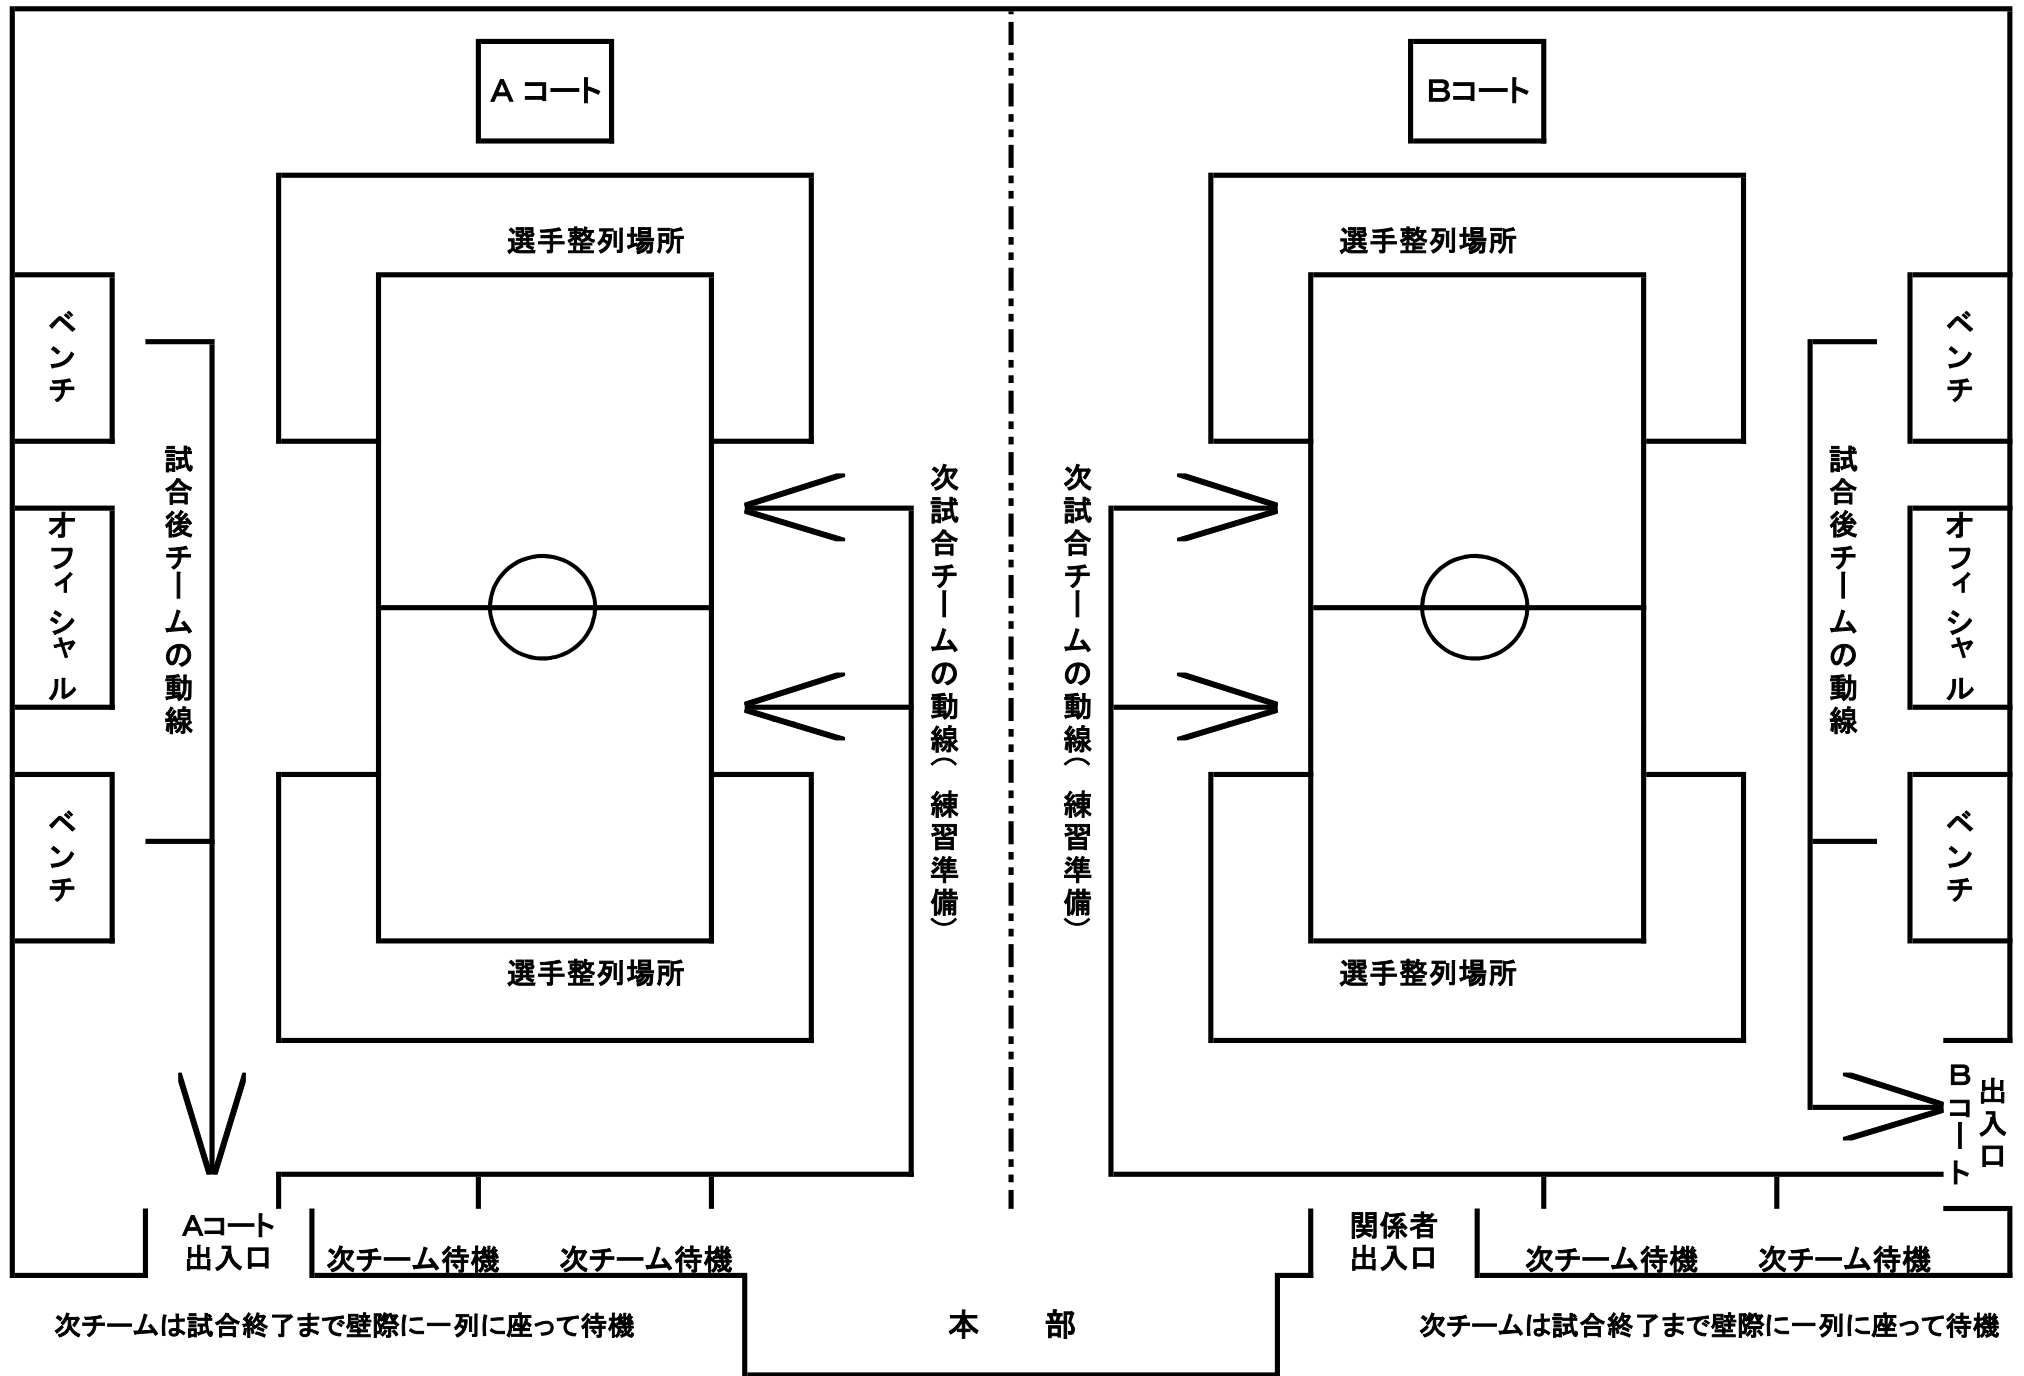 A コート
Bコート
選手整列場所
選手整列場所
ベンチ
ベンチ
試合後チームの動線
次試合チームの動線(練習準備)
次試合チームの動線(練習準備)
試合後チームの動線
オフィシャル
オフィシャル
ベンチ
ベンチ
選手整列場所
選手整列場所
Bコート
出入口
Aコート
出入口
次チーム待機
次チーム待機
関係者
出入口
次チーム待機
次チーム待機
次チームは試合終了まで壁際に一列に座って待機
本　部
次チームは試合終了まで壁際に一列に座って待機